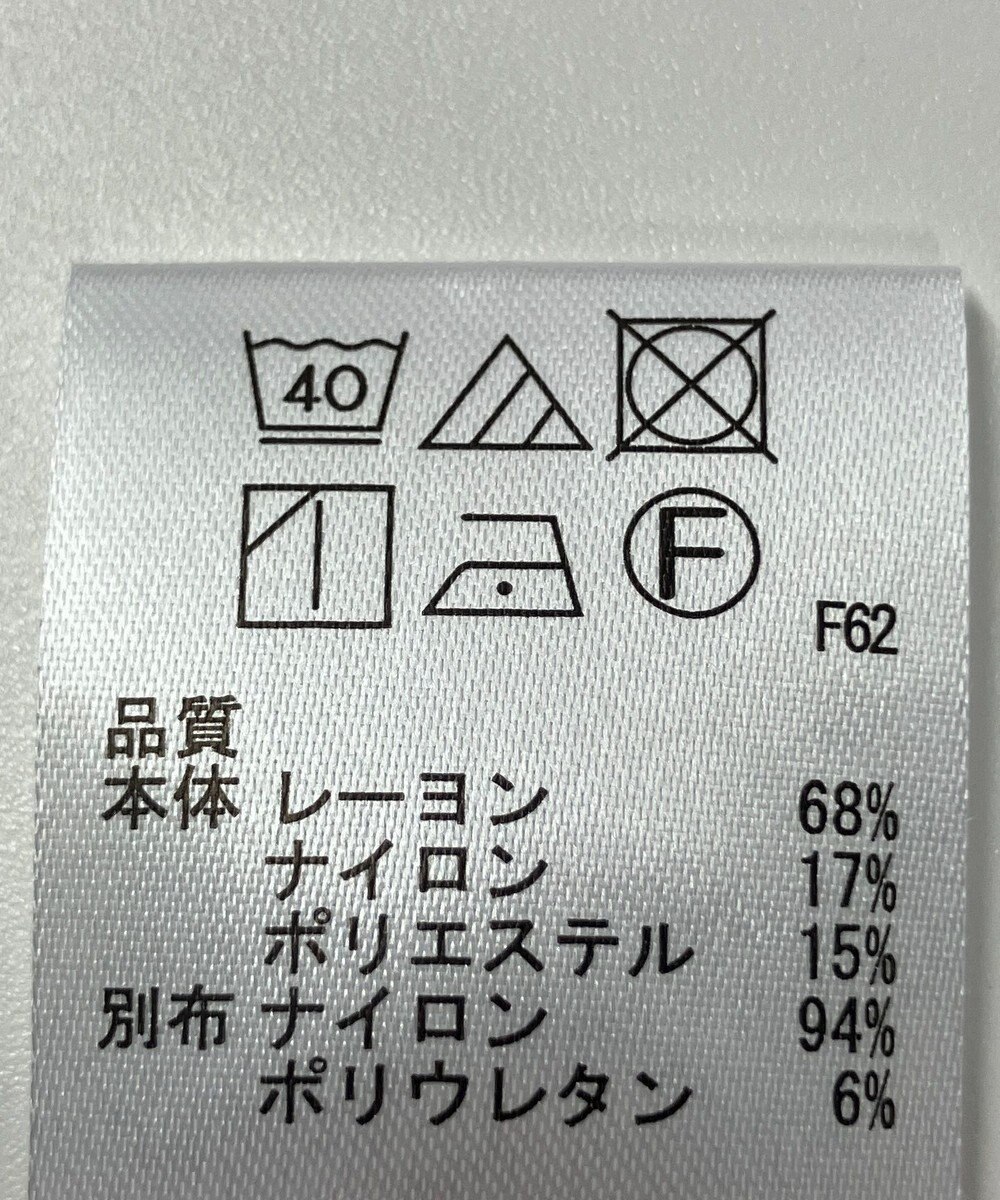 40
F
F62
品質
本体 レーヨン 68%
ナイロン 17%
ポリエステル 15%
別布 ナイロン 94%
ポリウレタン 6%